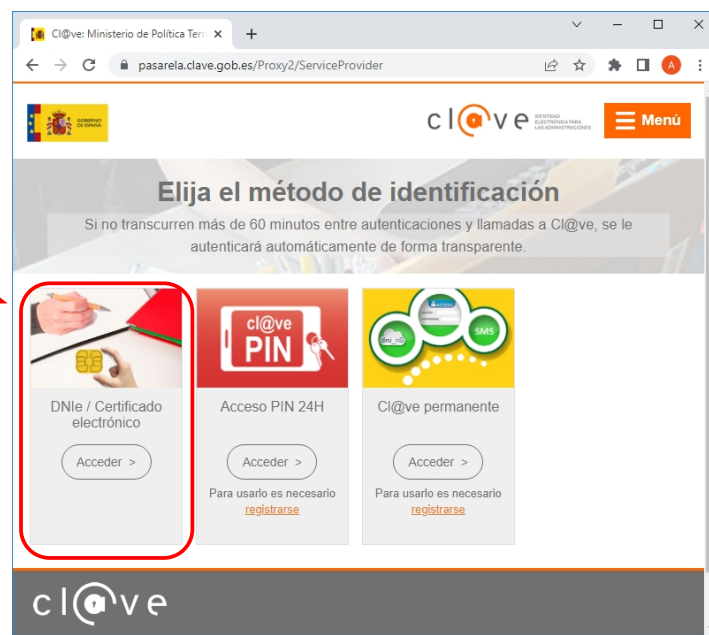 Cl@ve: Ministerio de Política Terr
pasarela.clave.gob.es/Proxy2/ServiceProvider
A
GOBIERNO
DE ESPAÑA
cl@ve
IDENTIDAD
ELECTRÓNICA PARA
LAS ADMINISTRACIONES
Menú
Elija el método de identificación
Si no transcurren más de 60 minutos entre autenticaciones y llamadas a Cl@ve, se le
autenticará automáticamente de forma transparente.
cl@ve
PIN
SMS
DNIe / Certificado
electrónico
Acceder >
Acceso PIN 24H
Acceder >
Para usarlo es necesario
registrarse
Cl@ve permanente
Acceder >
Para usarlo es necesario
registrarse
cl@ve